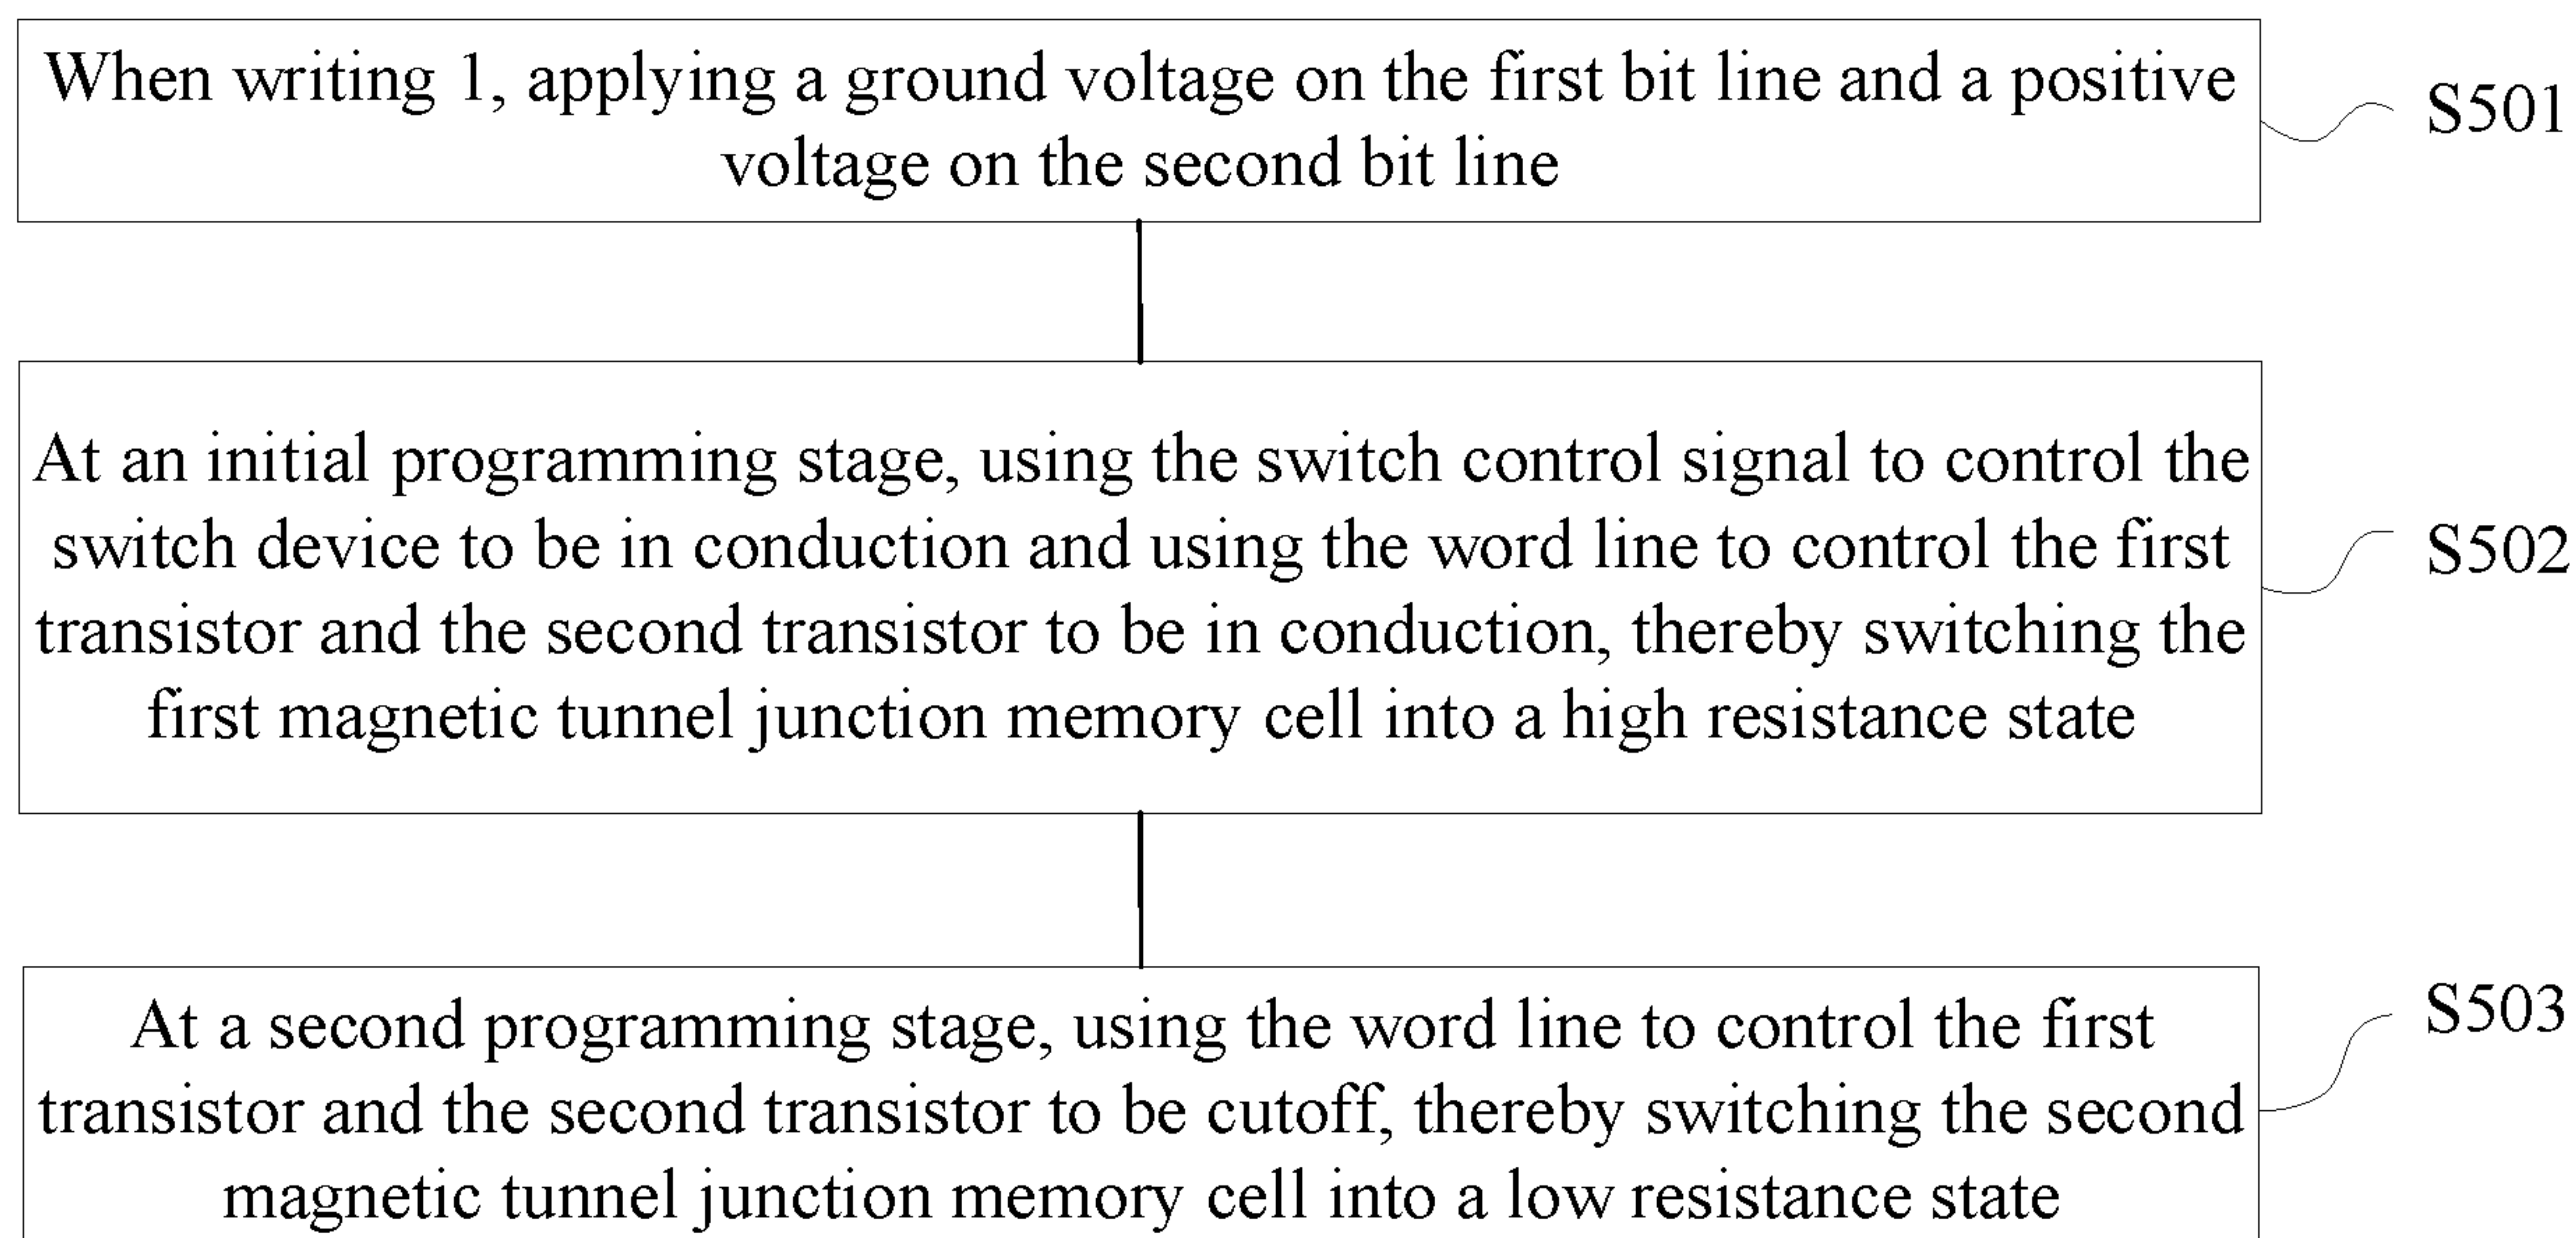 When writing 1, applying a ground voltage on the first bit line and a positive
voltage on the second bit line
S501
At an initial programming stage, using the switch control signal to control the
switch device to be in conduction and using the word line to control the first
transistor and the second transistor to be in conduction, thereby switching the
first magnetic tunnel junction memory cell into a high resistance state
S502
At a second programming stage, using the word line to control the first
transistor and the second transistor to be cutoff, thereby switching the second
magnetic tunnel junction memory cell into a low resistance state
S503